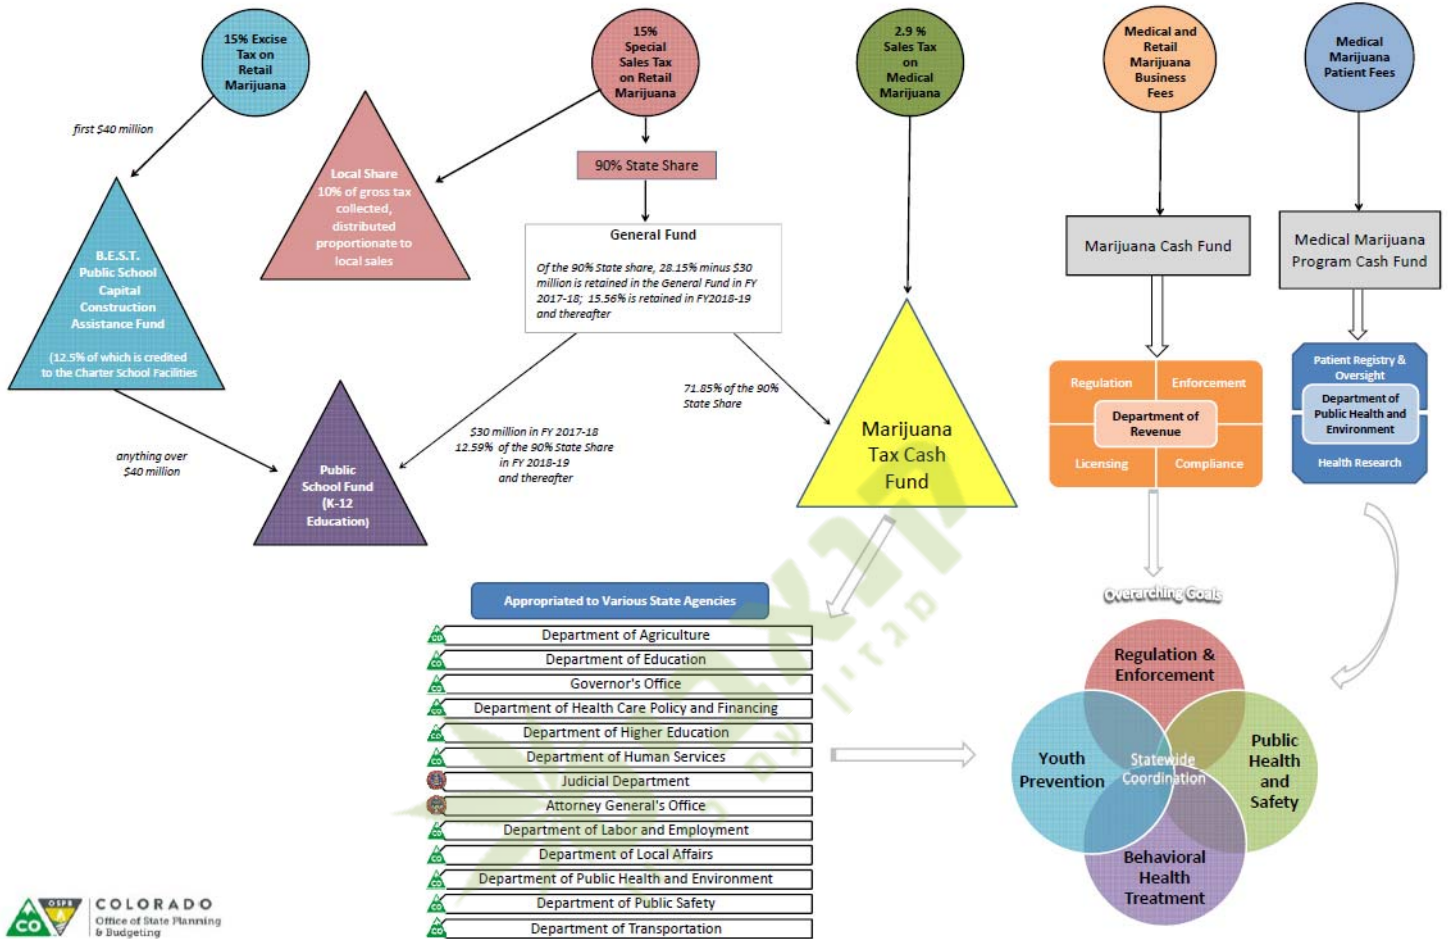 15% Excise
Tax on
Retail
Marijuana
15%
Special
Sales Tax
on Retail
Marijuana
2.9 %
Sales Tax
on
Medical
Marijuana
Medical and
Retail
Marijuana
Business
Fees
Medical
Marijuana
Patient Fees
first $40 million
Local Share
10% of gross tax
collected,
distributed
proportionate to
local sales
90% State Share
General Fund
Of the 90% State share, 28.15% minus $30
million is retained in the General Fund in FY
2017-18; 15.56% is retained in FY2018-19
and thereafter
Marijuana Cash Fund
Medical Marijuana
Program Cash Fund
B.E.S.T.
Public School
Capital
Construction
Assistance Fund
(12.5% of which is credited
to the Charter School Facilities
anything over
$40 million
Public
School Fund
(K-12
Education)
$30 million in FY 2017-18
12.59% of the 90% State Share
in FY 2018-19
and thereafter
71.85% of the 90%
State Share
Marijuana
Tax Cash
Fund
Regulation
Enforcement
Department of
Revenue
Licensing
Compliance
Patient Registry &
Oversight
Department of
Public Health and
Environment
Health Research
Appropriated to Various State Agencies
Department of Agriculture
Department of Education
Governor's Office
Department of Health Care Policy and Financing
Department of Higher Education
Department of Human Services
Judicial Department
Attorney General's Office
Department of Labor and Employment
Department of Local Affairs
Department of Public Health and Environment
Department of Public Safety
Department of Transportation
Overarching Goals
Regulation &
Enforcement
Youth
Prevention
Statewide
Coordination
Public
Health
and
Safety
Behavioral
Health
Treatment
קנאביס
מגזין עם
CO
OSPB
COLORADO
Office of State Planning
& Budgeting